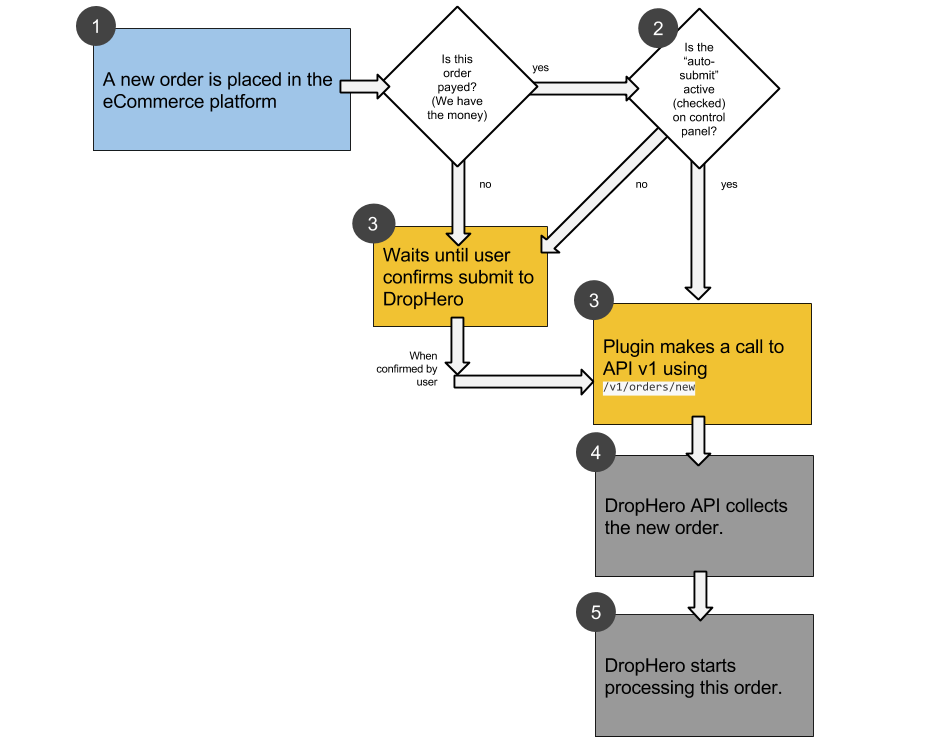 1
A new order is placed in the
eCommerce platform
Is this
order
payed?
(We have
the money)
yes
2
Is the
“auto-
submit”
active
(checked)
on control
panel?
no
no
yes
3
Waits until user
confirms submit to
DropHero
When
confirmed by
user
3
Plugin makes a call to
API v1 using
/v1/orders/new
4
DropHero API collects
the new order.
5
DropHero starts
processing this order.